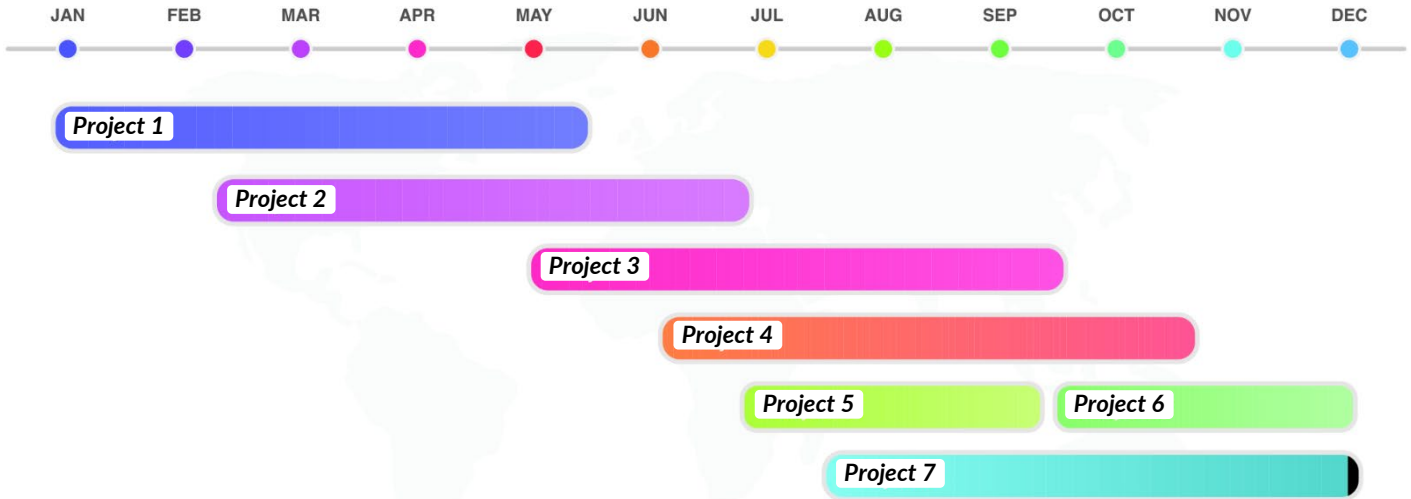 JAN FEB MAR APR MAY JUN JUL AUG SEP OCT NOV DEC
Project 1
Project 2
Project 3
Project 4
Project 5 Project 6
Project 7